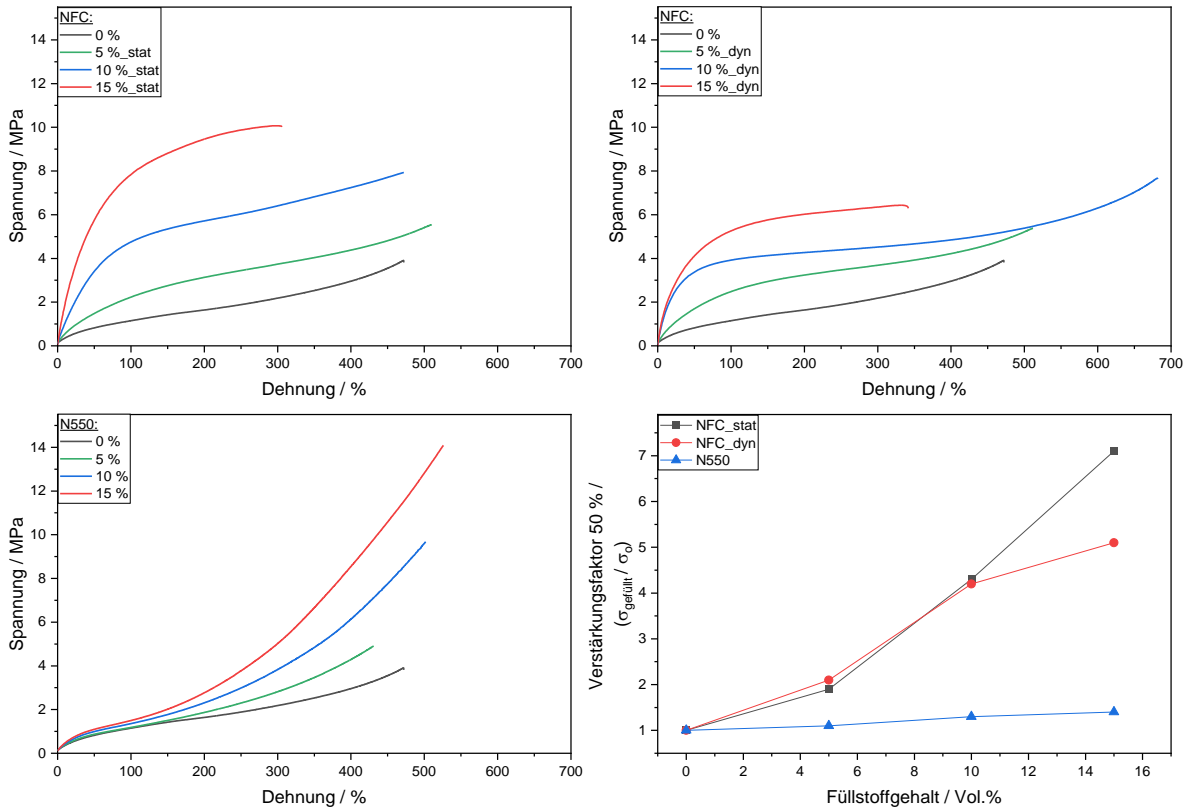 NFC:
0 %
5 %_stat
10 %_stat
15 %_stat
Spannung / MPa
14
12
10
8
6
4
2
0
0 100 200 300 400 500 600 700
Dehnung / %
NFC:
0 %
5 %_dyn
10 %_dyn
15 %_dyn
Spannung / MPa
14
12
10
8
6
4
2
0
0 100 200 300 400 500 600 700
Dehnung / %
N550:
0 %
5 %
10 %
15 %
Spannung / MPa
14
12
10
8
6
4
2
0
0 100 200 300 400 500 600 700
Dehnung / %
NFC_stat
NFC_dyn
N550
Verstärkungsfaktor 50 % /
(σgefüllt / σo)
7
6
5
4
3
2
1
0 2 4 6 8 10 12 14 16
Füllstoffgehalt / Vol.%